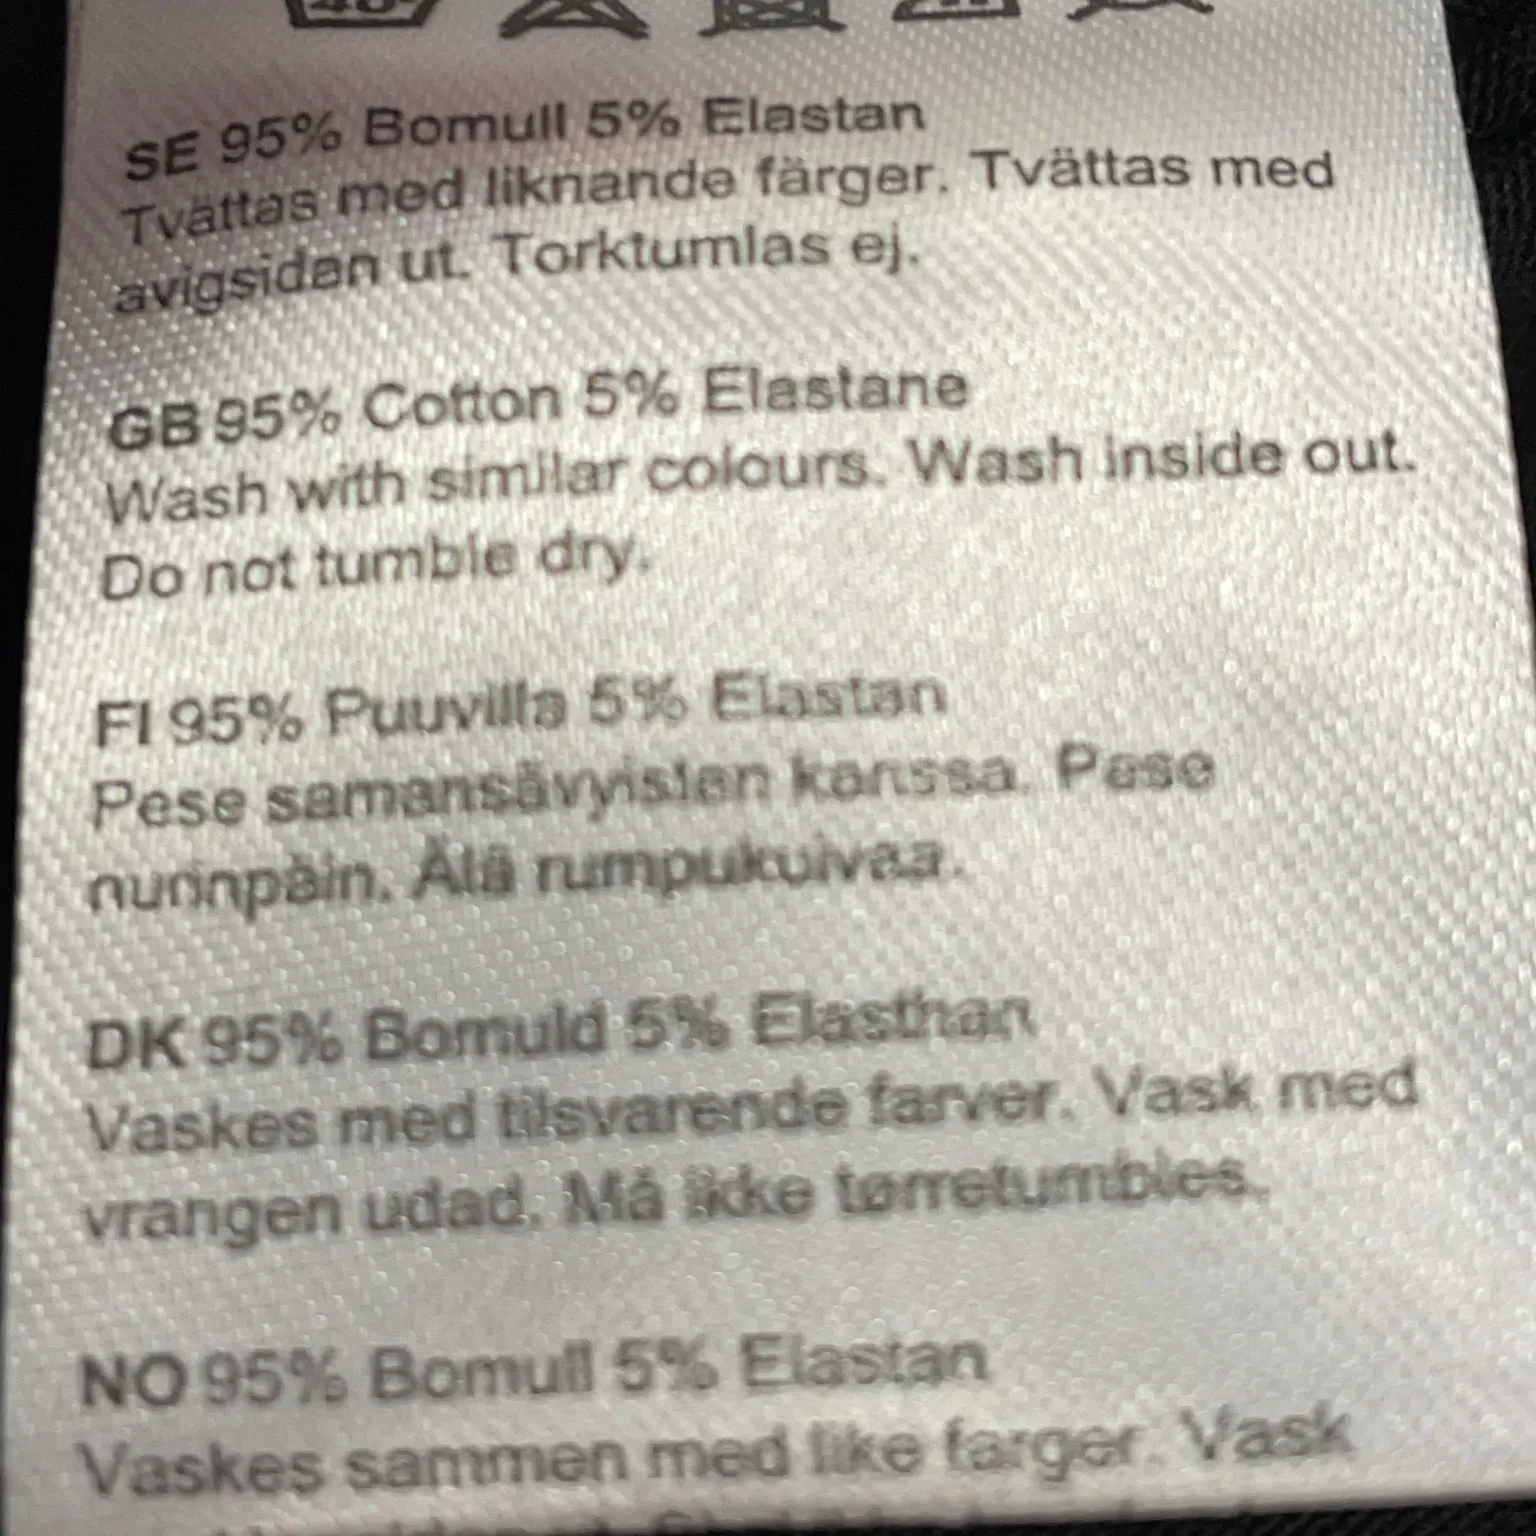 SE 95% Bomull 5% Elastan
Tvättas med liknande färger. Tvättas med
avigsidan ut. Torktumlas ej.
GB 95% Cotton 5% Elastane
Wash with similar colours. Wash inside out.
Do not tumble dry.
FI 95% Puuvilla 5% Elastan
Pese samansävyisten kanssa. Pese
nurinpäin. Älä rumpukuivaa.
DK 95% Bomuld 5% Elasthan
Vaskes med tilsvarende farver. Vask med
vrangen udad. Må ikke tørretumbles.
NO 95% Bomull 5% Elastan
Vaskes sammen med like farger. Vask